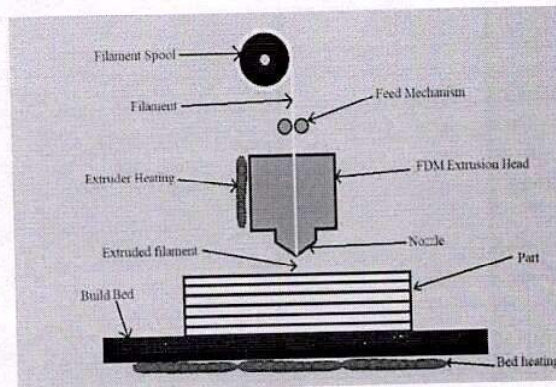 Filament Spool
Filament
Feed Mechanism
Extruder Heating
FDM Extrusion Head
Extruded filament
Nozzle
Part
Build Bed
Bed heating